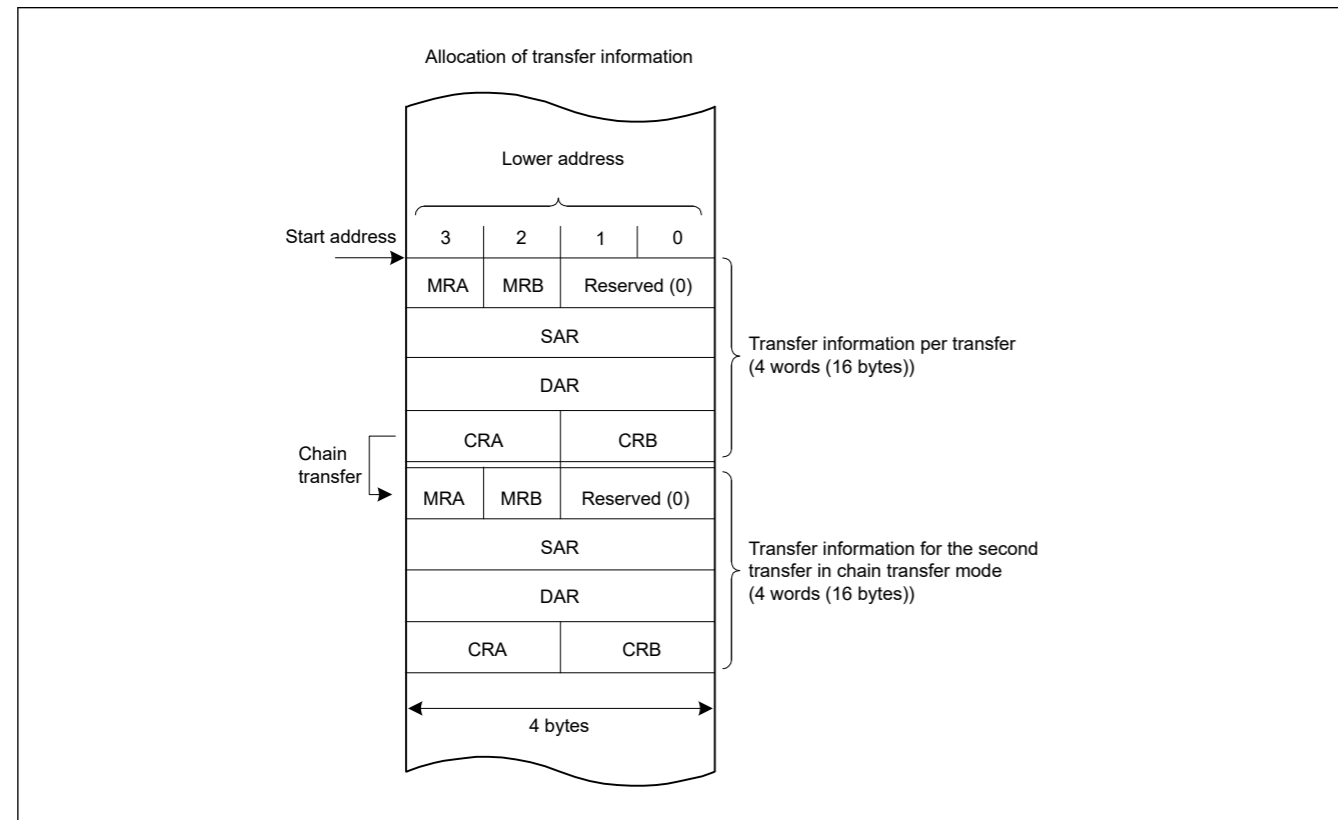 Allocation of transfer information
Lower address
Start address
3 2 1 0
MRA MRB Reserved (0)
SAR
DAR
CRA CRB
Transfer information per transfer
(4 words (16 bytes))
Chain
transfer
MRA MRB Reserved (0)
SAR
DAR
CRA CRB
Transfer information for the second
transfer in chain transfer mode
(4 words (16 bytes))
4 bytes